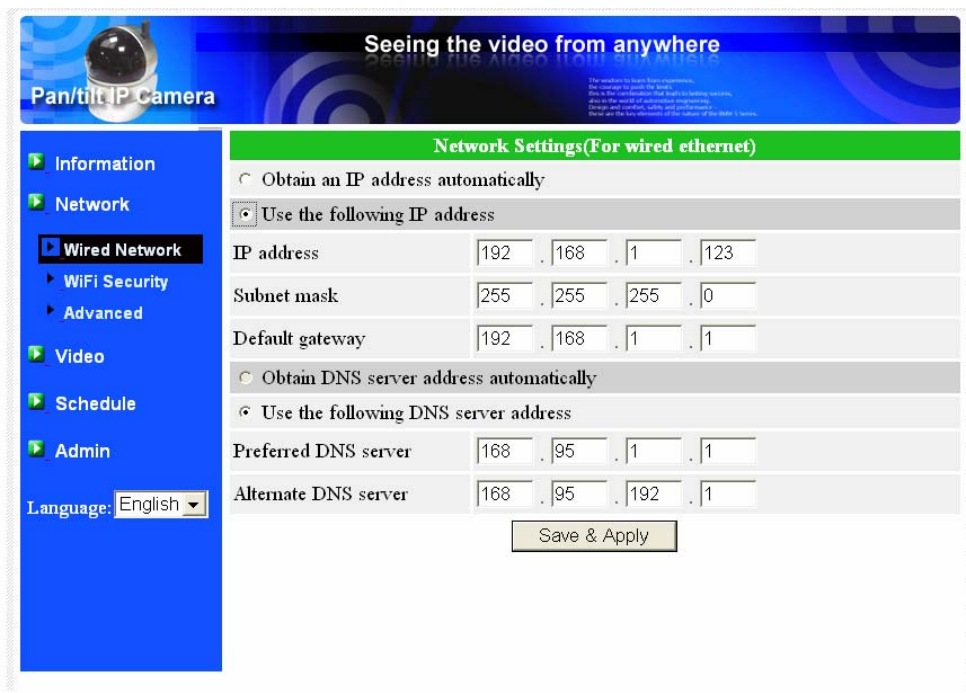 Seeing the video from anywhere
Pan/tilt IP Camera
Information
Network
Wired Network
WiFi Security
Advanced
Video
Schedule
Admin
Language: English
Network Settings(For wired ethernet)
Obtain an IP address automatically
Use the following IP address
IP address 192 . 168 . 1 . 123
Subnet mask 255 . 255 . 255 . 0
Default gateway 192 . 168 . 1 . 1
Obtain DNS server address automatically
Use the following DNS server address
Preferred DNS server 168 . 95 . 1 . 1
Alternate DNS server 168 . 95 . 192 . 1
Save & Apply